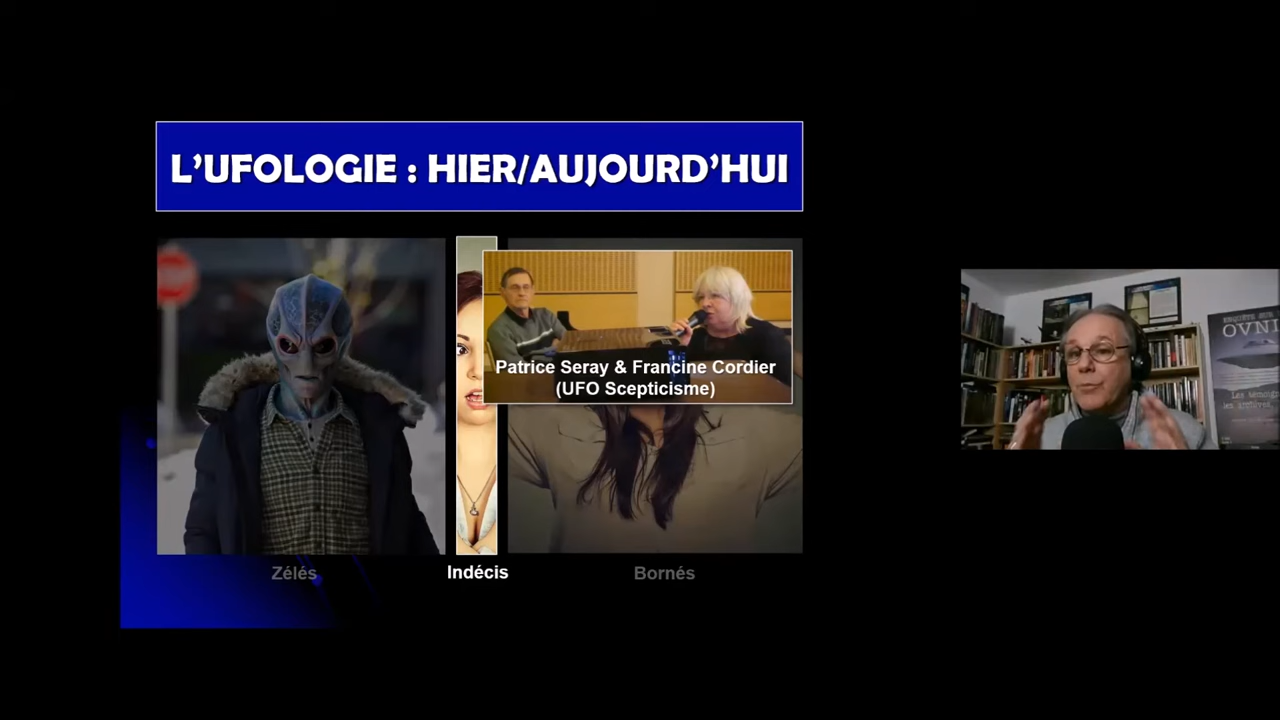 L'UFOLOGIE : HIER/AUJOURD'HUI
Patrice Seray & Francine Cordier
(UFO Scepticisme)
Zélés
Indécis
Bornés
OVNI